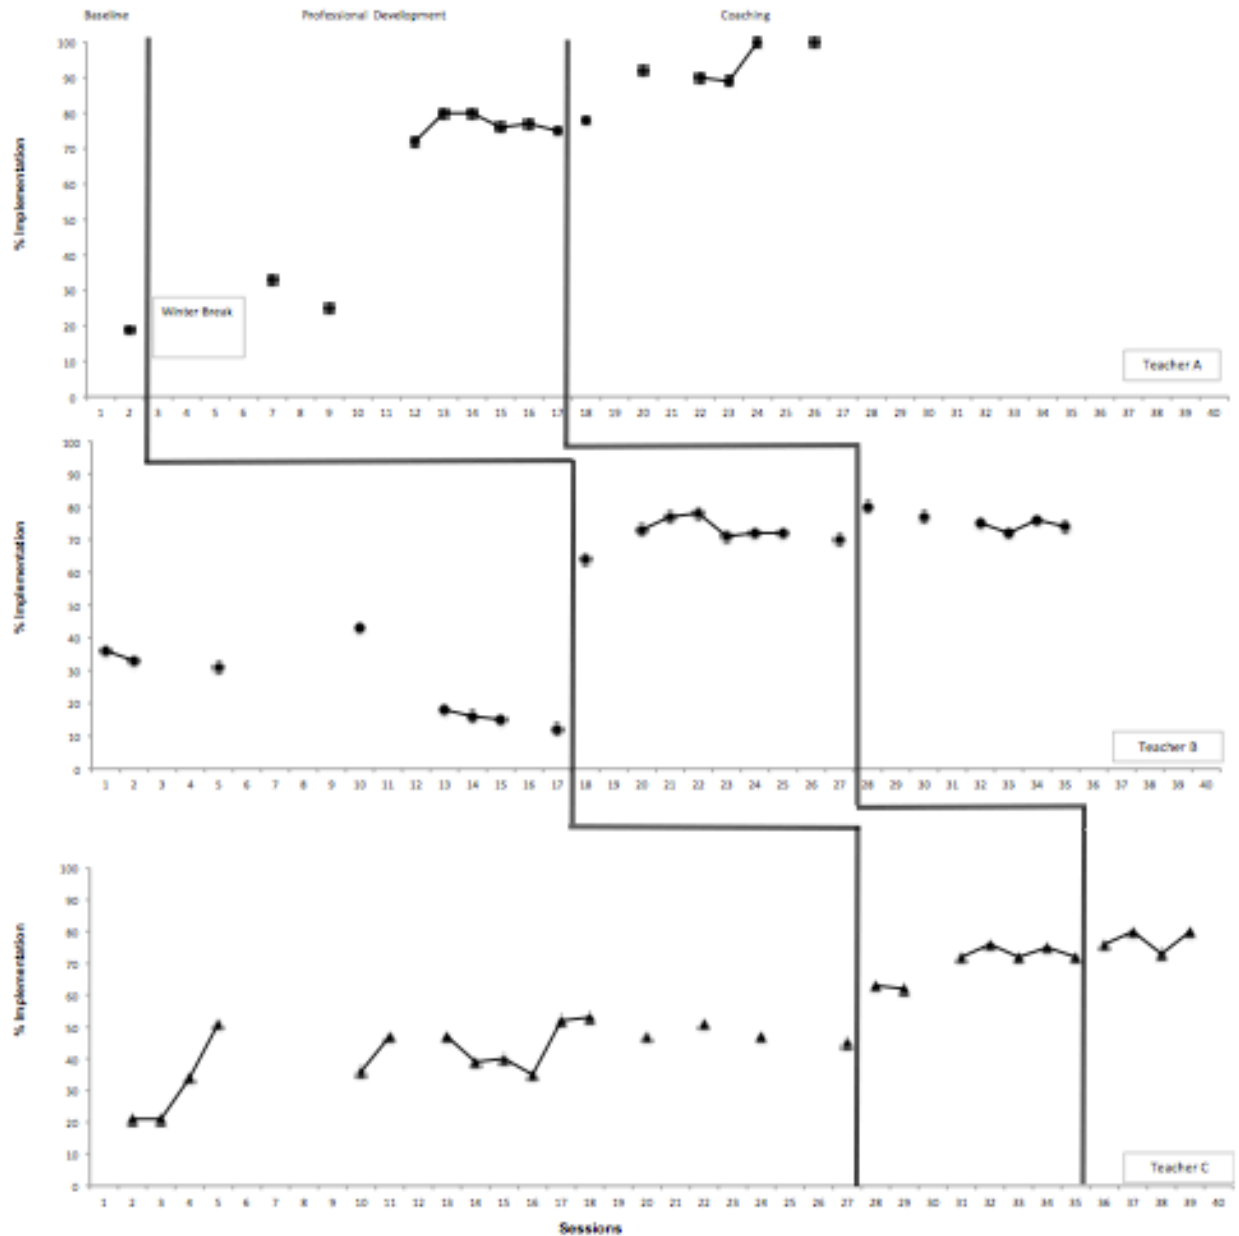 Baseline Professional Development Coaching
% Implementation
100
90
80
70
60
50
40
30
20
10
0
Winter Break
Teacher A
1 2 3 4 5 6 7 8 9 10 11 12 13 14 15 16 17 18 19 20 21 22 23 24 25 26 27 28 29 30 31 32 33 34 35 36 37 38 39 40
% Implementation
100
90
80
70
60
50
40
30
20
10
0
Teacher B
1 2 3 4 5 6 7 8 9 10 11 12 13 14 15 16 17 18 19 20 21 22 23 24 25 26 27 28 29 30 31 32 33 34 35 36 37 38 39 40
% Implementation
100
90
80
70
60
50
40
30
20
10
0
Teacher C
1 2 3 4 5 6 7 8 9 10 11 12 13 14 15 16 17 18 19 20 21 22 23 24 25 26 27 28 29 30 31 32 33 34 35 36 37 38 39 40
Sessions